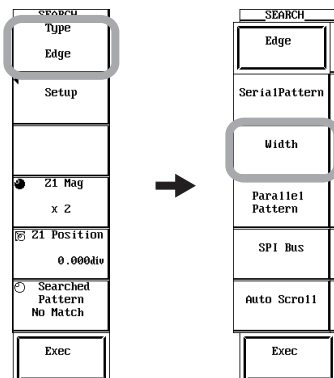 SEARCH
Type
Edge
Setup
Z1 Mag
x 2
Z1 Position
0.000div
Searched
Pattern
No Match
Exec
SEARCH
Edge
SerialPattern
Width
Parallel
Pattern
SPI Bus
Auto Scroll
Exec